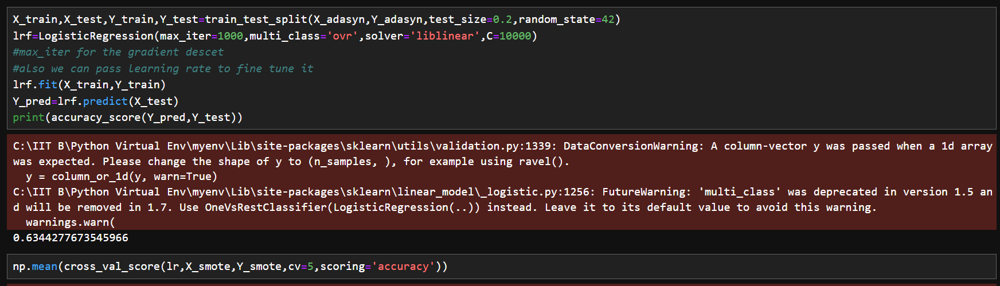 X_train,X_test,Y_train,Y_test=train_test_split(X_adasyn,Y_adasyn,test_size=0.2,random_state=42)
lrf=LogisticRegression(max_iter=1000,multi_class='ovr',solver='liblinear',C=10000)
#max_iter for the gradient descet
#also we can pass learning rate to fine tune it
lrf.fit(X_train,Y_train)
Y_pred=lrf.predict(X_test)
print(accuracy_score(Y_pred,Y_test))
C:\IIT B\Python Virtual Env\myenv\Lib\site-packages\sklearn\utils\validation.py:1339: DataConversionWarning: A column-vector y was passed when a 1d array
was expected. Please change the shape of y to (n_samples, ), for example using ravel().
  y = column_or_1d(y, warn=True)
C:\IIT B\Python Virtual Env\myenv\Lib\site-packages\sklearn\linear_model\_logistic.py:1256: FutureWarning: 'multi_class' was deprecated in version 1.5 an
d will be removed in 1.7. Use OneVsRestClassifier(LogisticRegression(..)) instead. Leave it to its default value to avoid this warning.
  warnings.warn(
0.6344277673545966
np.mean(cross_val_score(lr,X_smote,Y_smote,cv=5,scoring='accuracy'))